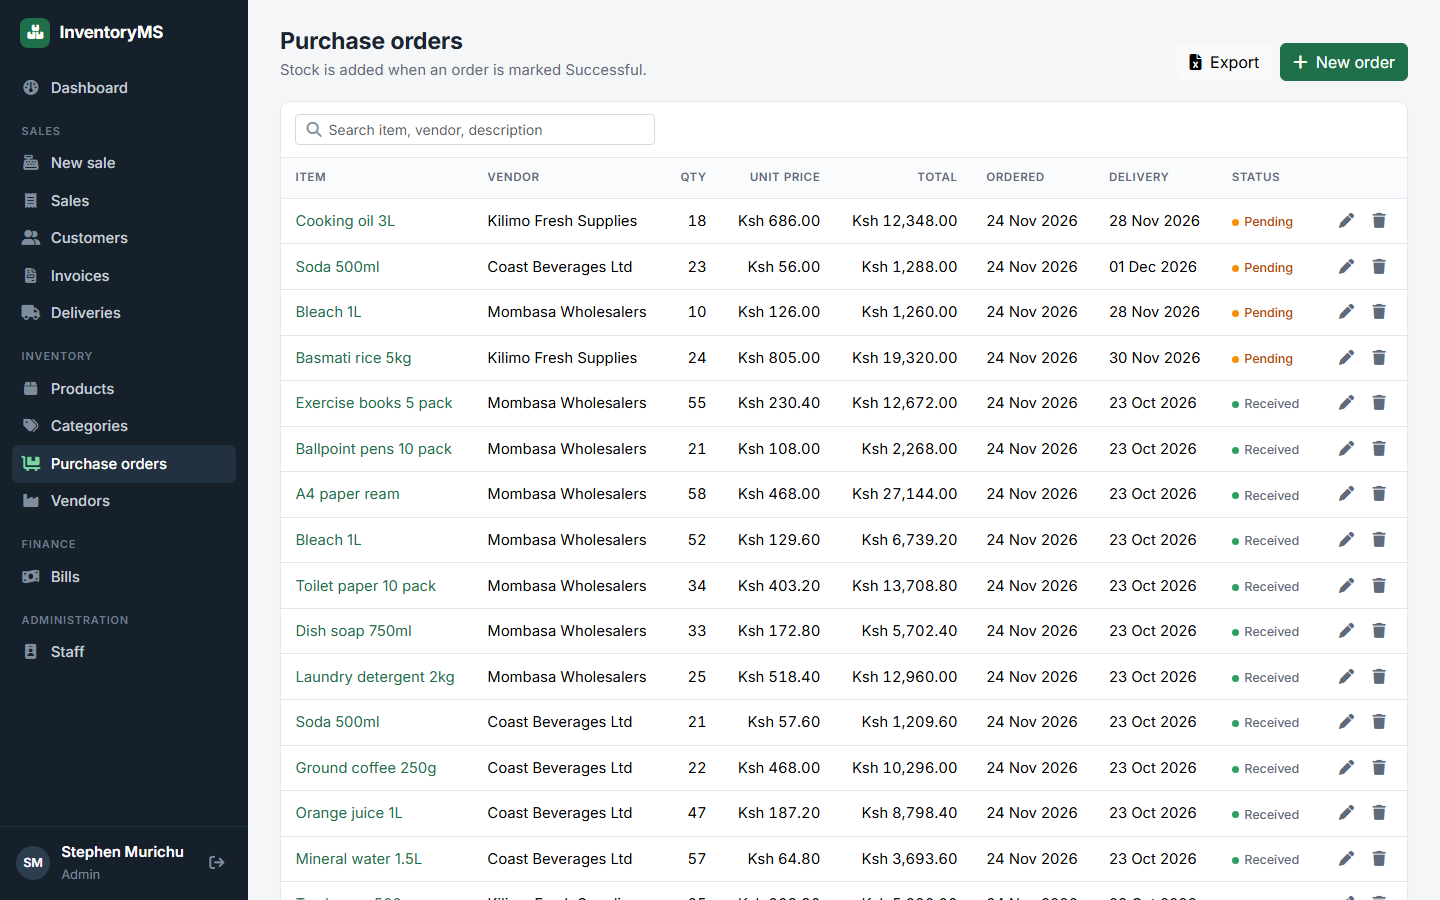 InventoryMS
Dashboard
SALES
New sale
Sales
Customers
Invoices
Deliveries
INVENTORY
Products
Categories
Purchase orders
Vendors
FINANCE
Bills
ADMINISTRATION
Staff
SM
Stephen Murichu
Admin
Purchase orders
Stock is added when an order is marked Successful.
Export
New order
Search item, vendor, description
ITEM VENDOR QTY UNIT PRICE TOTAL ORDERED DELIVERY STATUS
Cooking oil 3L Kilimo Fresh Supplies 18 Ksh 686.00 Ksh 12,348.00 24 Nov 2026 28 Nov 2026 Pending
Soda 500ml Coast Beverages Ltd 23 Ksh 56.00 Ksh 1,288.00 24 Nov 2026 01 Dec 2026 Pending
Bleach 1L Mombasa Wholesalers 10 Ksh 126.00 Ksh 1,260.00 24 Nov 2026 28 Nov 2026 Pending
Basmati rice 5kg Kilimo Fresh Supplies 24 Ksh 805.00 Ksh 19,320.00 24 Nov 2026 30 Nov 2026 Pending
Exercise books 5 pack Mombasa Wholesalers 55 Ksh 230.40 Ksh 12,672.00 24 Nov 2026 23 Oct 2026 Received
Ballpoint pens 10 pack Mombasa Wholesalers 21 Ksh 108.00 Ksh 2,268.00 24 Nov 2026 23 Oct 2026 Received
A4 paper ream Mombasa Wholesalers 58 Ksh 468.00 Ksh 27,144.00 24 Nov 2026 23 Oct 2026 Received
Bleach 1L Mombasa Wholesalers 52 Ksh 129.60 Ksh 6,739.20 24 Nov 2026 23 Oct 2026 Received
Toilet paper 10 pack Mombasa Wholesalers 34 Ksh 403.20 Ksh 13,708.80 24 Nov 2026 23 Oct 2026 Received
Dish soap 750ml Mombasa Wholesalers 33 Ksh 172.80 Ksh 5,702.40 24 Nov 2026 23 Oct 2026 Received
Laundry detergent 2kg Mombasa Wholesalers 25 Ksh 518.40 Ksh 12,960.00 24 Nov 2026 23 Oct 2026 Received
Soda 500ml Coast Beverages Ltd 21 Ksh 57.60 Ksh 1,209.60 24 Nov 2026 23 Oct 2026 Received
Ground coffee 250g Coast Beverages Ltd 22 Ksh 468.00 Ksh 10,296.00 24 Nov 2026 23 Oct 2026 Received
Orange juice 1L Coast Beverages Ltd 47 Ksh 187.20 Ksh 8,798.40 24 Nov 2026 23 Oct 2026 Received
Mineral water 1.5L Coast Beverages Ltd 57 Ksh 64.80 Ksh 3,693.60 24 Nov 2026 23 Oct 2026 Received